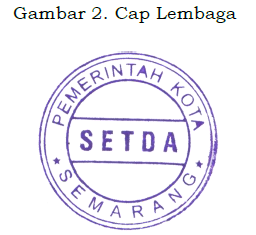 Gambar 2. Cap Lembaga
PEMERINTAH KOTA
SETDA
★ SEMARANG ★